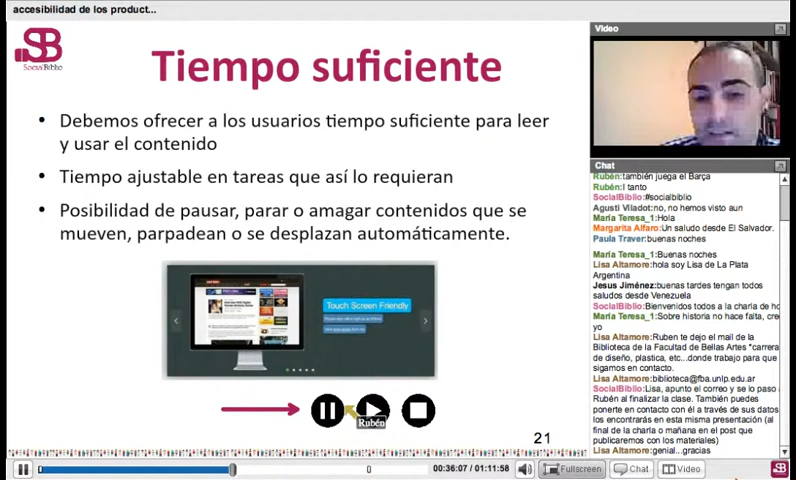 accesibilidad de los product...
SB
SocialBiblio
Tiempo suficiente
• Debemos ofrecer a los usuarios tiempo suficiente para leer
y usar el contenido
• Tiempo ajustable en tareas que así lo requieran
• Posibilidad de pausar, parar o amagar contenidos que se
mueven, parpadean o se desplazan automáticamente.
Touch Screen Friendly
Rubén
21
Video
Chat
Rubén:también juega el Barça
Rubén:l tanto
SocialBiblio:#socialbiblio
Agusti Viladot:no, no hemos visto aun
María Teresa_1:Hola
Margarita Alfaro:Un saludo desde El Salvador.
Paula Traver:buenas noches
María Teresa_1:Buenas noches
Lisa Altamore:hola soy Lisa de La Plata
Argentina
Jesus Jiménez:buenas tardes tengan todos
saludos desde Venezuela
SocialBiblio:Bienvenidos todos a la charla de ho
María Teresa_1:Sobre historia no hace falta, cre
yo
Lisa Altamore:Ruben te dejo el mail de la
Biblioteca de la Facultad de Bellas Artes "carrera
de diseño, plastica, etc...donde trabajo para que
sigamos en contacto.
Lisa Altamore:biblioteca@fba.unlp.edu.ar
SocialBiblio:Lisa, apunto el correo y se lo paso
Rubén al finalizar la clase. También puedes
ponerte en contacto con él a través de sus datos
los encontrarás en esta misma presentación (al
final de la charla o mañana en el post que
publicaremos con los materiales)
Lisa Altamore:genial...gracias
00:36:07 / 01:11:58
Fullscreen
Chat
Video
SB